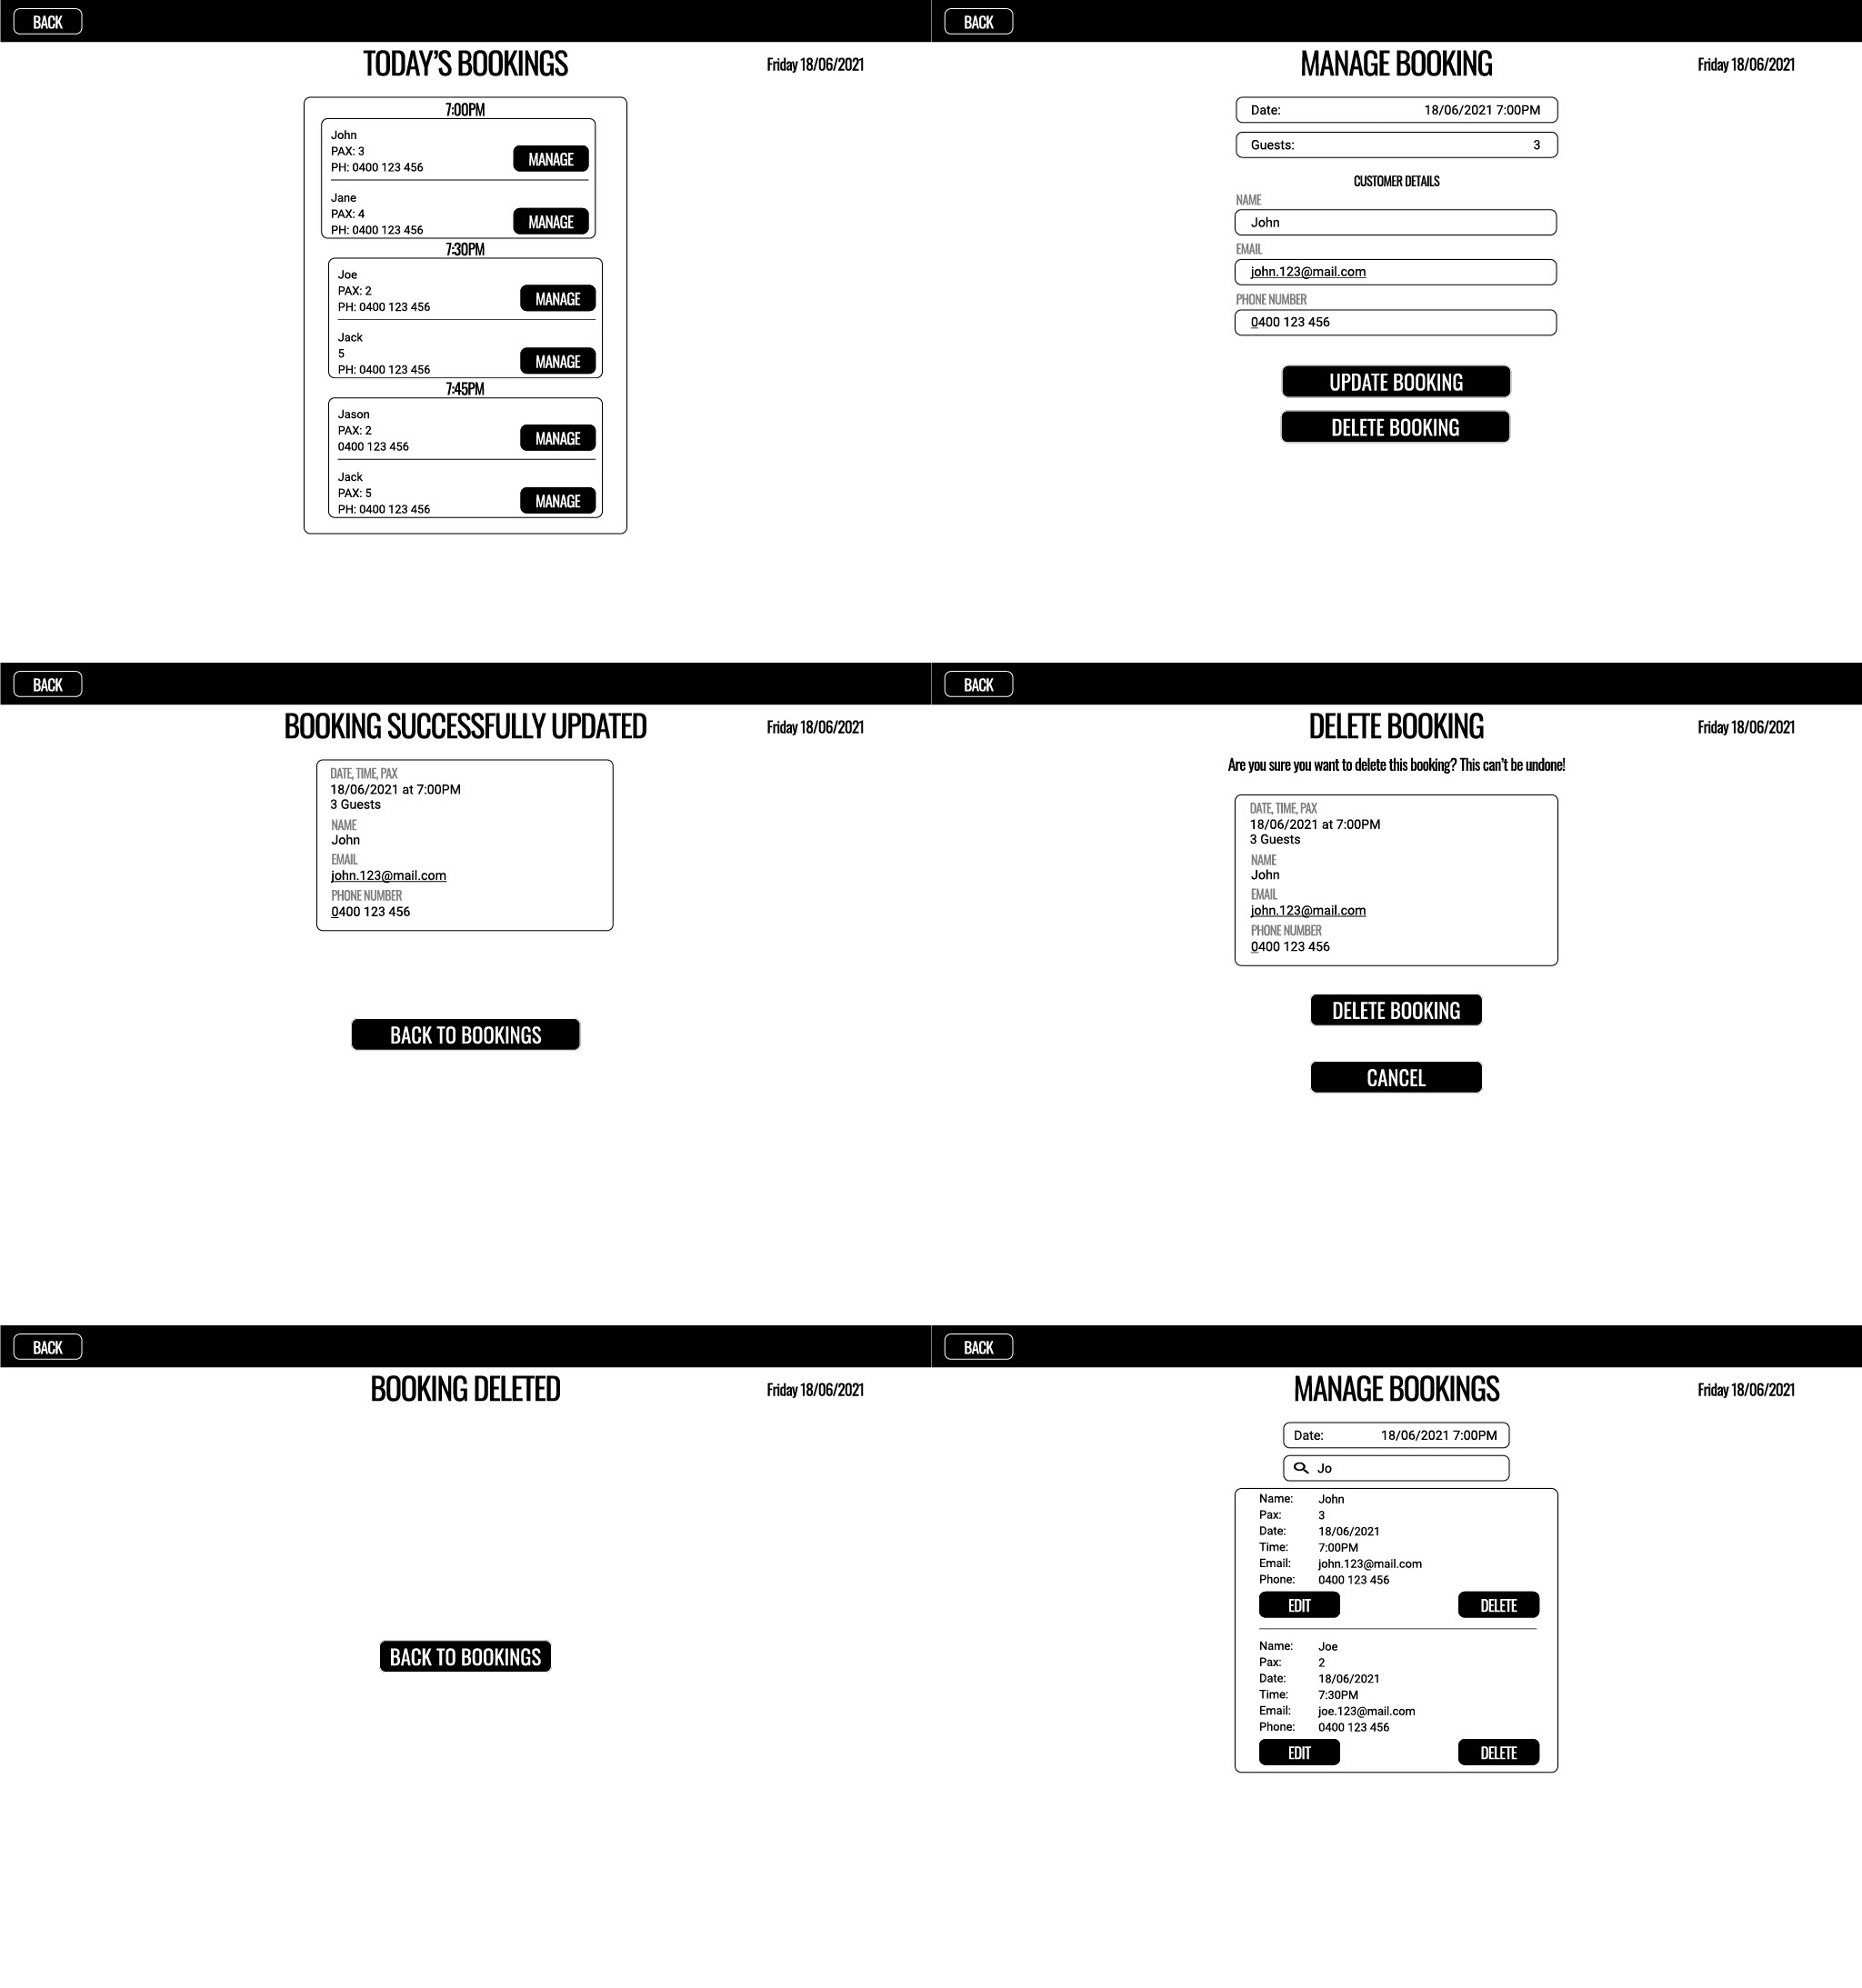 BACK
TODAY'S BOOKINGS
Friday 18/06/2021
7:00PM
John
PAX: 3
PH: 0400 123 456
MANAGE
Jane
PAX: 4
PH: 0400 123 456
MANAGE
7:30PM
Joe
PAX: 2
PH: 0400 123 456
MANAGE
Jack
5
PH: 0400 123 456
MANAGE
7:45PM
Jason
PAX: 2
0400 123 456
MANAGE
Jack
PAX: 5
PH: 0400 123 456
MANAGE
BACK
MANAGE BOOKING
Friday 18/06/2021
Date: 18/06/2021 7:00PM
Guests: 3
CUSTOMER DETAILS
NAME
John
EMAIL
john.123@mail.com
PHONE NUMBER
0400 123 456
UPDATE BOOKING
DELETE BOOKING
BACK
BOOKING SUCCESSFULLY UPDATED
Friday 18/06/2021
DATE, TIME, PAX
18/06/2021 at 7:00PM
3 Guests
NAME
John
EMAIL
john.123@mail.com
PHONE NUMBER
0400 123 456
BACK TO BOOKINGS
BACK
DELETE BOOKING
Friday 18/06/2021
Are you sure you want to delete this booking? This can't be undone!
DATE, TIME, PAX
18/06/2021 at 7:00PM
3 Guests
NAME
John
EMAIL
john.123@mail.com
PHONE NUMBER
0400 123 456
DELETE BOOKING
CANCEL
BACK
BOOKING DELETED
Friday 18/06/2021
BACK TO BOOKINGS
BACK
MANAGE BOOKINGS
Friday 18/06/2021
Date: 18/06/2021 7:00PM
Jo
Name: John
Pax: 3
Date: 18/06/2021
Time: 7:00PM
Email: john.123@mail.com
Phone: 0400 123 456
EDIT DELETE
Name: Joe
Pax: 2
Date: 18/06/2021
Time: 7:30PM
Email: joe.123@mail.com
Phone: 0400 123 456
EDIT DELETE